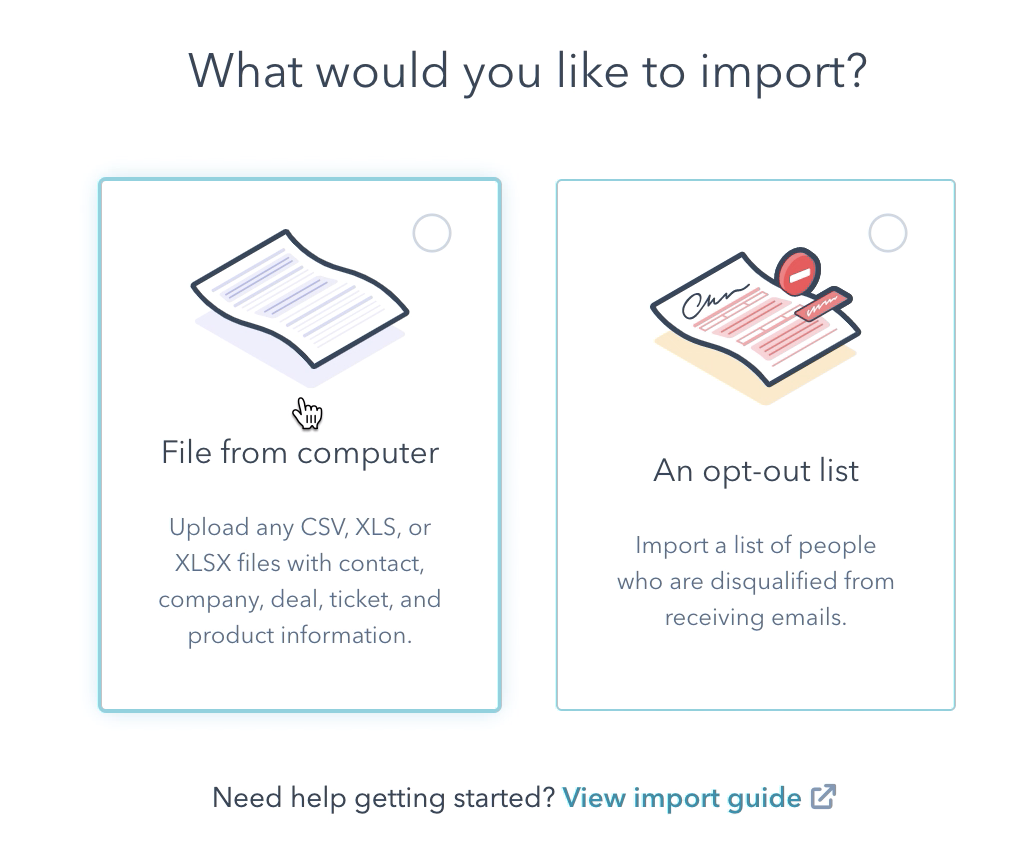 What would you like to import?
File from computer
Upload any CSV, XLS, or
XLSX files with contact,
company, deal, ticket, and
product information.
An opt-out list
Import a list of people
who are disqualified from
receiving emails.
Need help getting started? View import guide